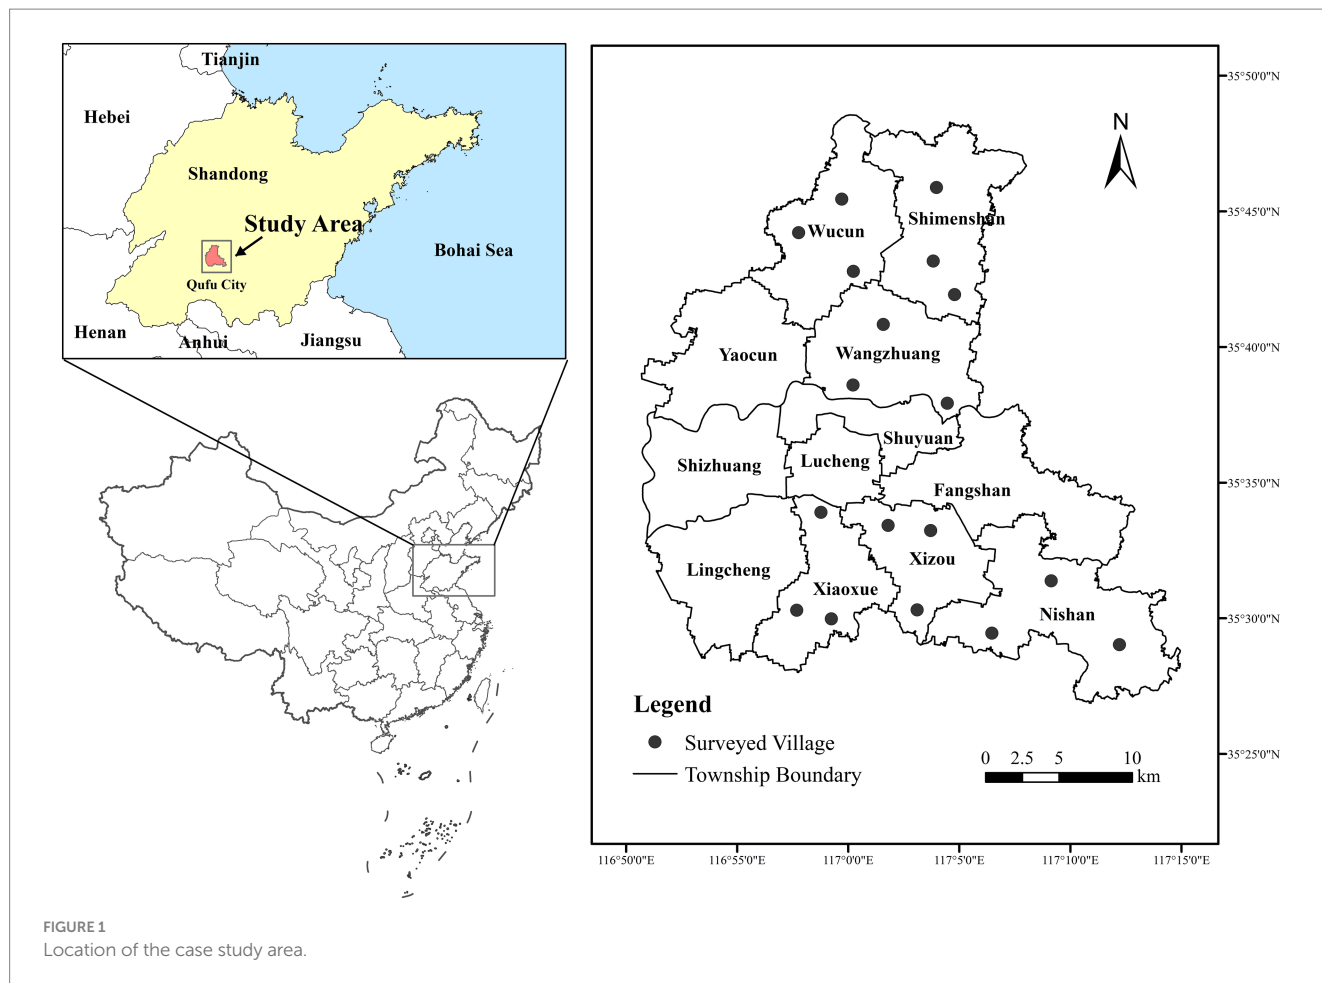 Tianjin
Hebei
Shandong
Study Area
Bohai Sea
Qufu City
Henan
Anhui
Jiangsu
N
35°50'0"N
35°45'0"N
35°40'0"N
35°35'0"N
35°30'0"N
35°25'0"N
Shimenshan
Wucun
Yaocun
Wangzhuang
Shuyuan
Shizhuang
Lucheng
Fangshan
Xizou
Lingcheng
Xiaoxue
Nishan
Legend
Surveyed Village
Township Boundary
0 2.5 5 10
km
116°50'0"E 116°55'0"E 117°0'0"E 117°5'0"E 117°10'0"E 117°15'0"E
FIGURE 1
Location of the case study area.